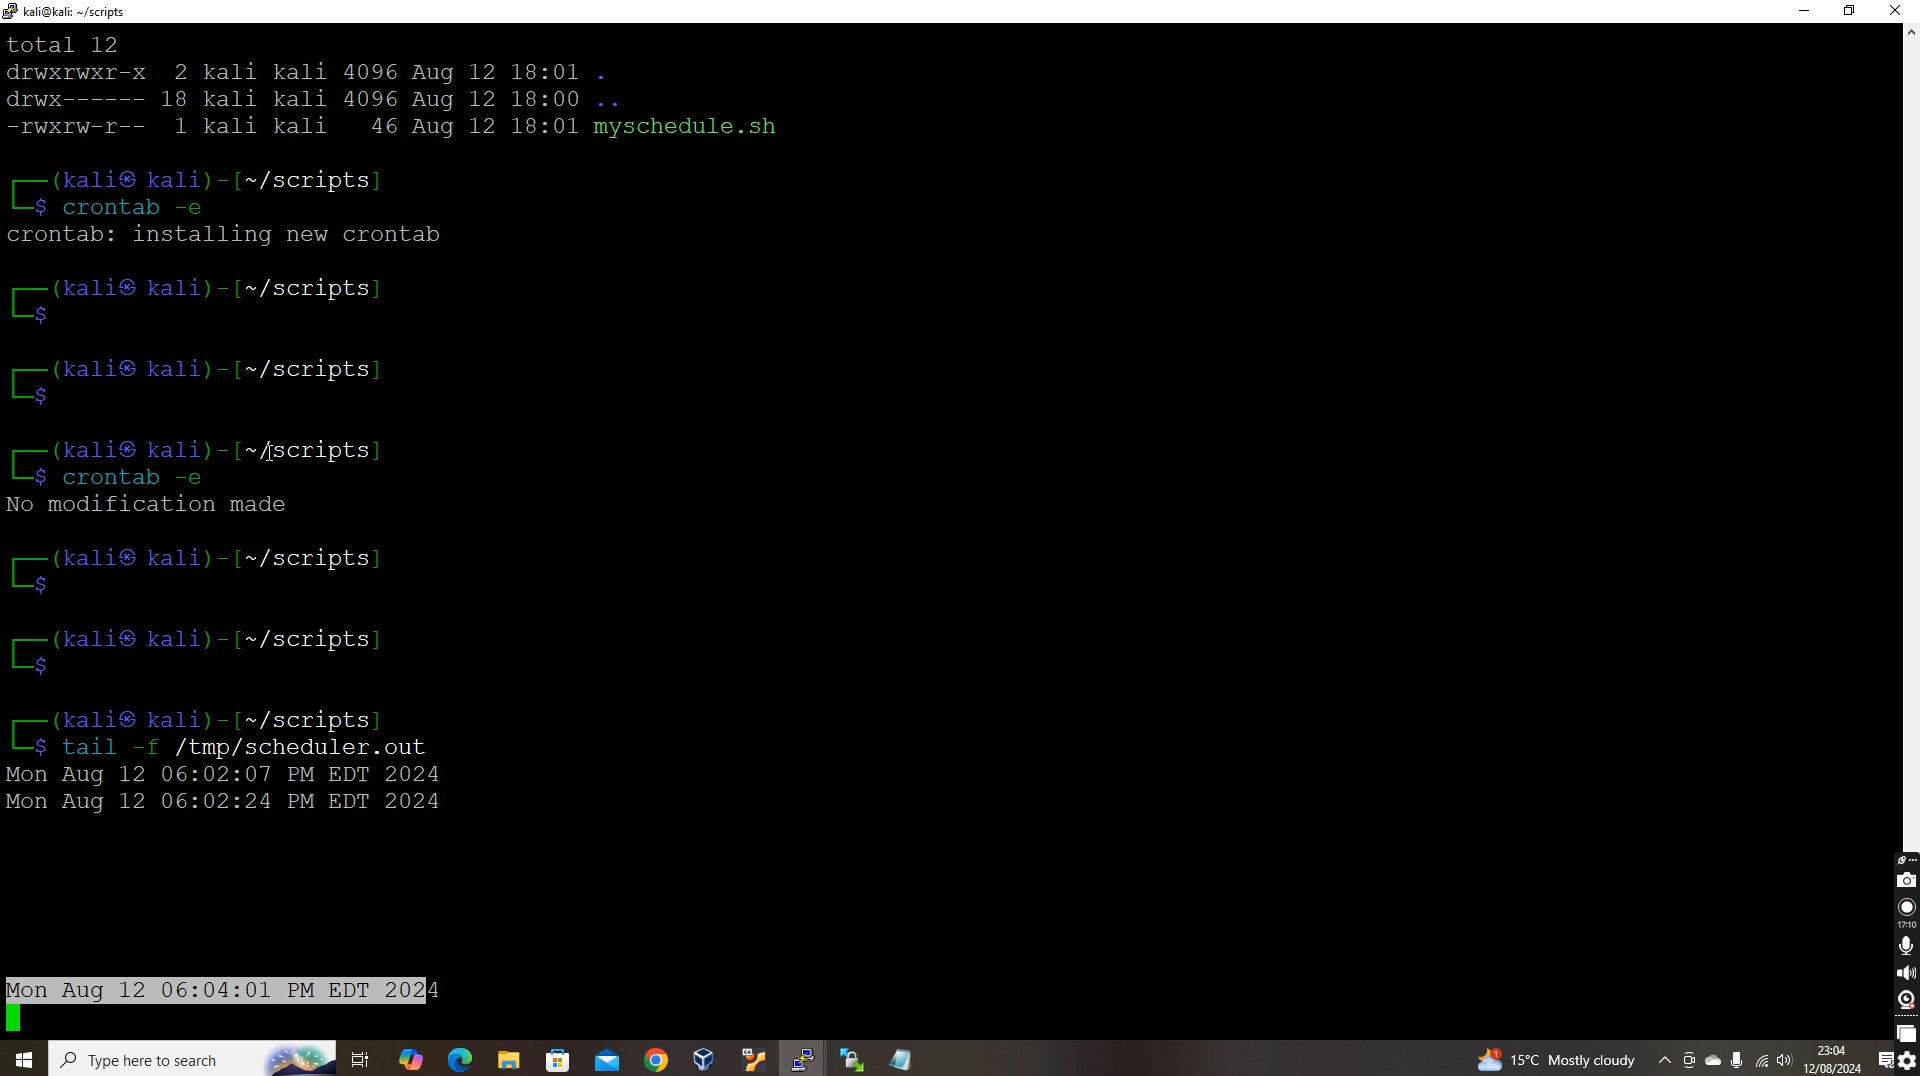 kali@kali: ~/scripts
total 12
drwxrwxr-x  2 kali kali 4096 Aug 12 18:01 .
drwx------ 18 kali kali 4096 Aug 12 18:00 ..
-rwxrw-r--  1 kali kali   46 Aug 12 18:01 myschedule.sh
┌──(kali㉿ kali)-[~/scripts]
└─$ crontab -e
crontab: installing new crontab
┌──(kali㉿ kali)-[~/scripts]
└─$
┌──(kali㉿ kali)-[~/scripts]
└─$
┌──(kali㉿ kali)-[~/scripts]
└─$ crontab -e
No modification made
┌──(kali㉿ kali)-[~/scripts]
└─$
┌──(kali㉿ kali)-[~/scripts]
└─$
┌──(kali㉿ kali)-[~/scripts]
└─$ tail -f /tmp/scheduler.out
Mon Aug 12 06:02:07 PM EDT 2024
Mon Aug 12 06:02:24 PM EDT 2024
Mon Aug 12 06:04:01 PM EDT 2024
17:10
Type here to search
1
15°C Mostly cloudy
23:04
12/08/2024